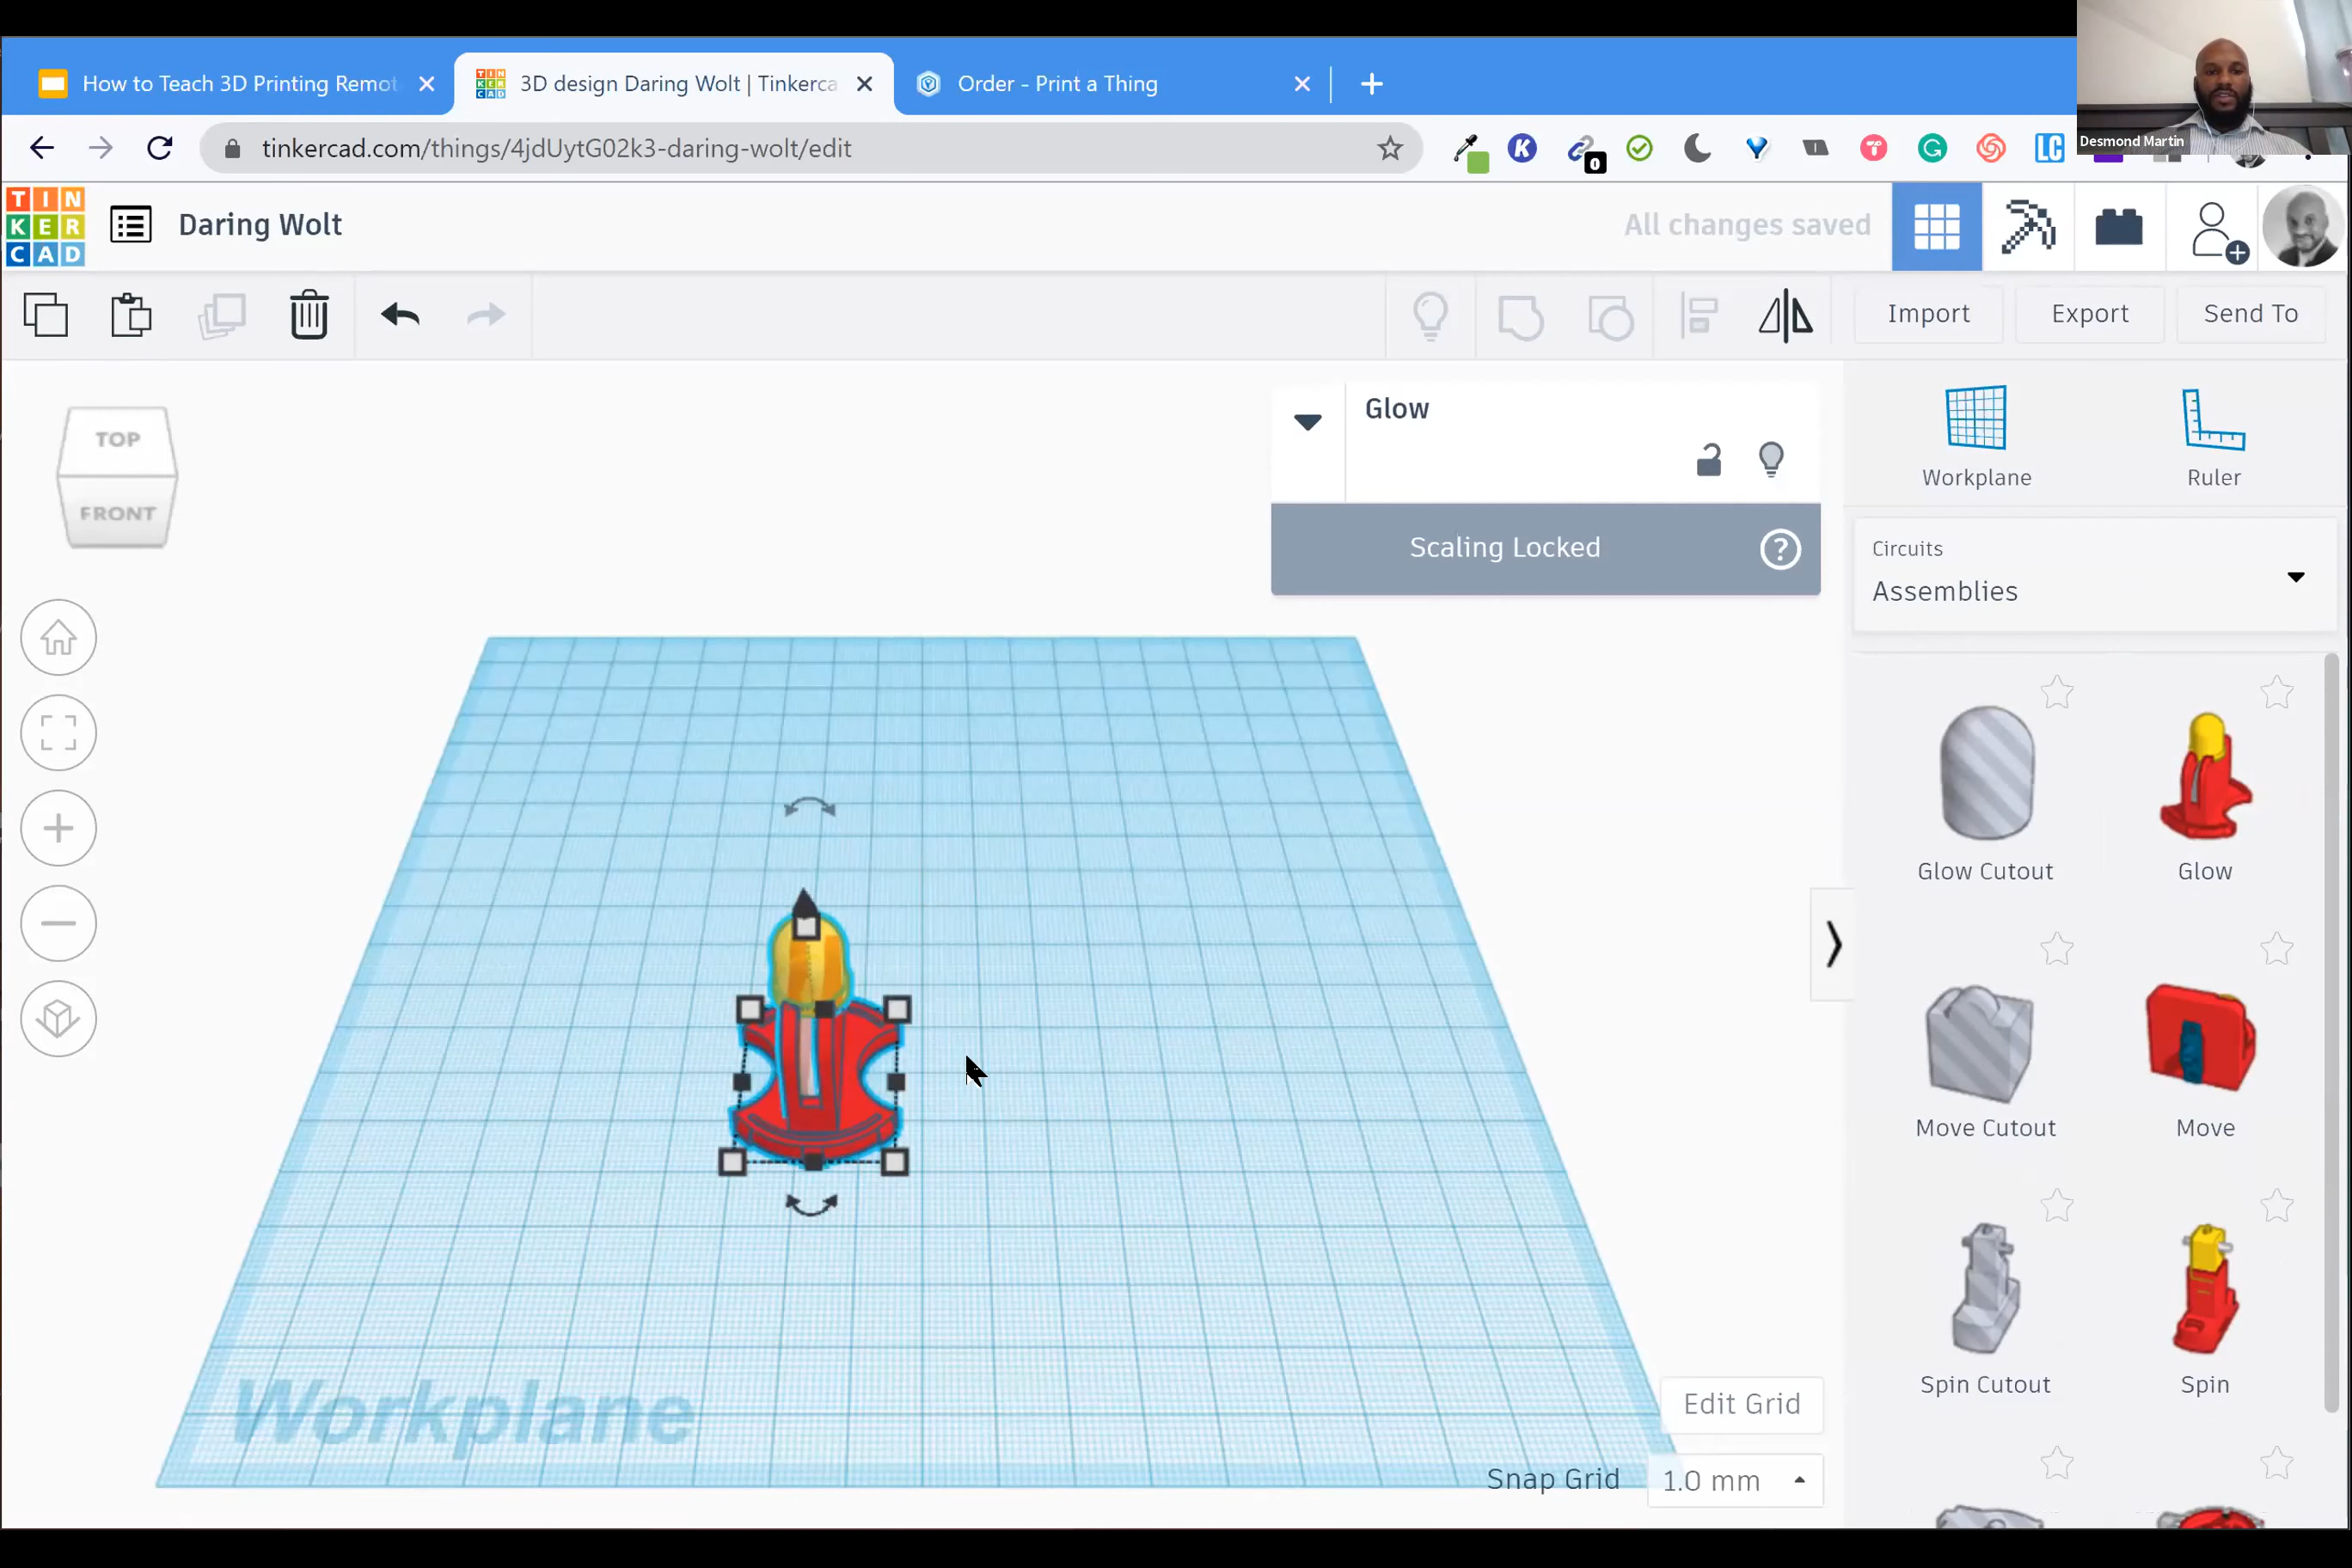 How to Teach 3D Printing Remot
3D design Daring Wolt | Tinkerca
Order - Print a Thing
Desmond Martin
tinkercad.com/things/4jdUytG02k3-daring-wolt/edit
K
0
T
G
LC
TIN
KER
CAD
Daring Wolt
All changes saved
Import
Export
Send To
TOP
FRONT
Glow
Scaling Locked
?
Workplane
Ruler
Circuits
Assemblies
Glow Cutout
Glow
Move Cutout
Move
Spin Cutout
Spin
Workplane
Edit Grid
Snap Grid
1.0 mm